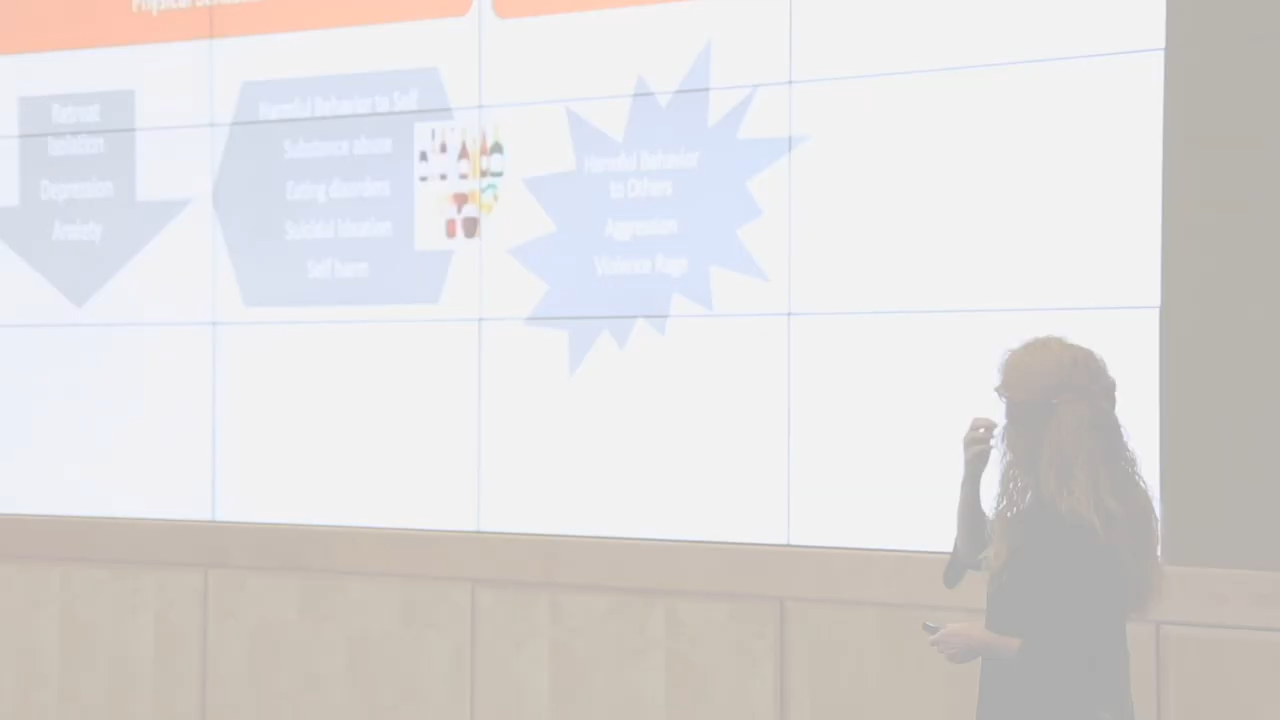 Physical
Retreat
Isolation
Depression
Anxiety
Harmful Behavior to Self
Substance abuse
Eating disorders
Suicidal Ideation
Self harm
Harmful Behavior
to Others
Aggression
Violence Rage